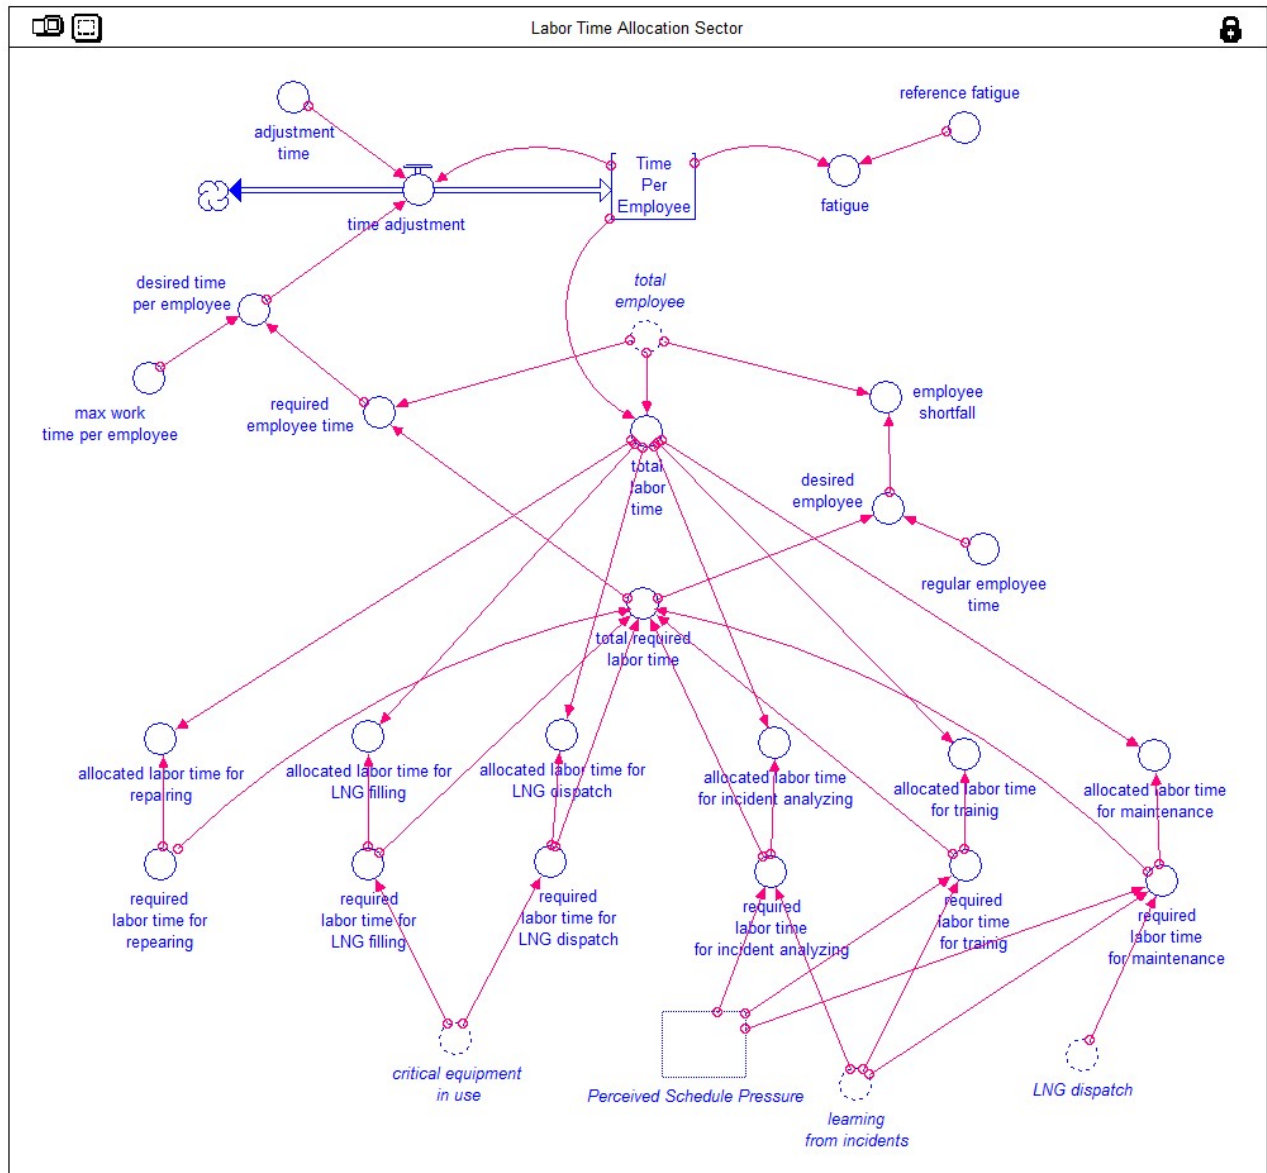 Labor Time Allocation Sector
adjustment
time
reference fatigue
Time
Per
Employee
time adjustment
fatigue
desired time
per employee
total
employee
max work
time per employee
required
employee time
employee
shortfall
total
labor
time
desired
employee
regular employee
time
total required
labor time
allocated labor time for
repairing
allocated labor time for
LNG filling
allocated labor time for
LNG dispatch
allocated labor time
for incident analyzing
allocated labor time
for trainig
allocated labor time
for maintenance
required
labor time for
repearing
required
labor time for
LNG filling
required
labor time for
LNG dispatch
required
labor time
for incident analyzing
required
labor time
for trainig
required
labor time
for maintenance
critical equipment
in use
Perceived Schedule Pressure
learning
from incidents
LNG dispatch